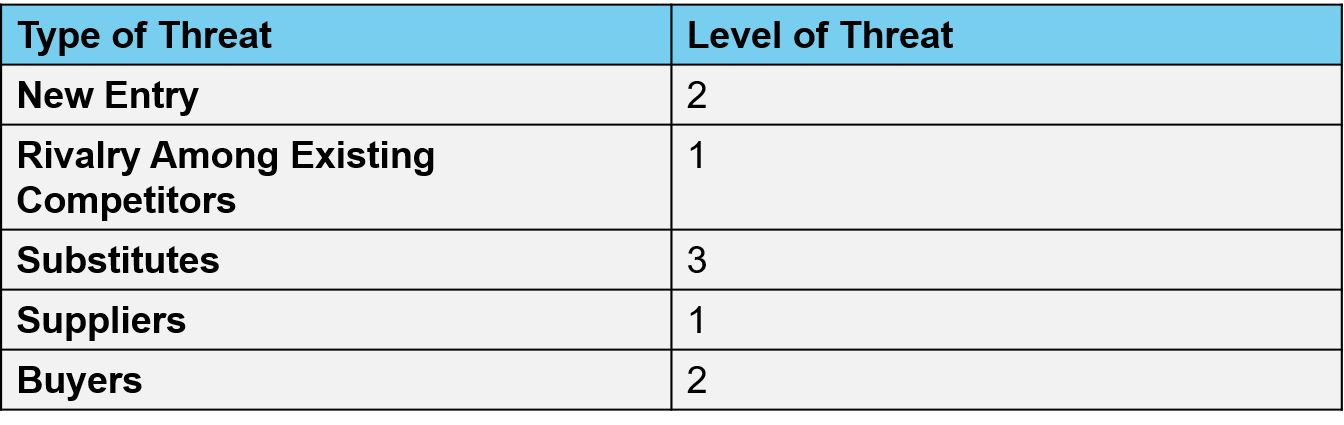 Type of Threat
Level of Threat
New Entry
2
Rivalry Among Existing
Competitors
1
Substitutes
3
Suppliers
1
Buyers
2